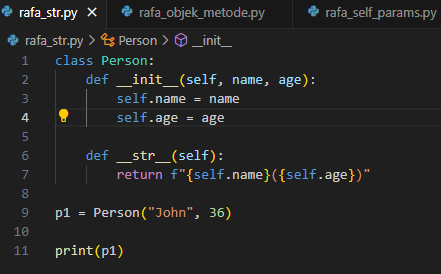 rafa_str.py × rafa_objek_metode.py rafa_self_params.py
rafa_str.py > Person > __init__
1 class Person:
2     def __init__(self, name, age):
3         self.name = name
4         self.age = age
5
6     def __str__(self):
7         return f"{self.name}({self.age})"
8
9 p1 = Person("John", 36)
10
11 print(p1)